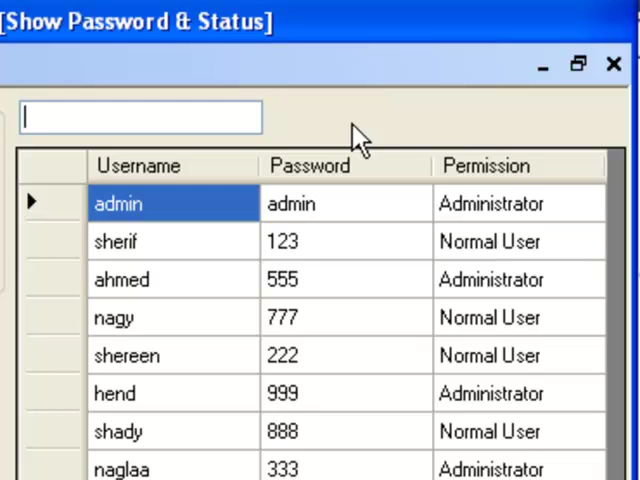 [Show Password & Status]
Username Password Permission
admin admin Administrator
sherif 123 Normal User
ahmed 555 Administrator
nagy 777 Normal User
shereen 222 Normal User
hend 999 Administrator
shady 888 Normal User
naglaa 333 Administrator